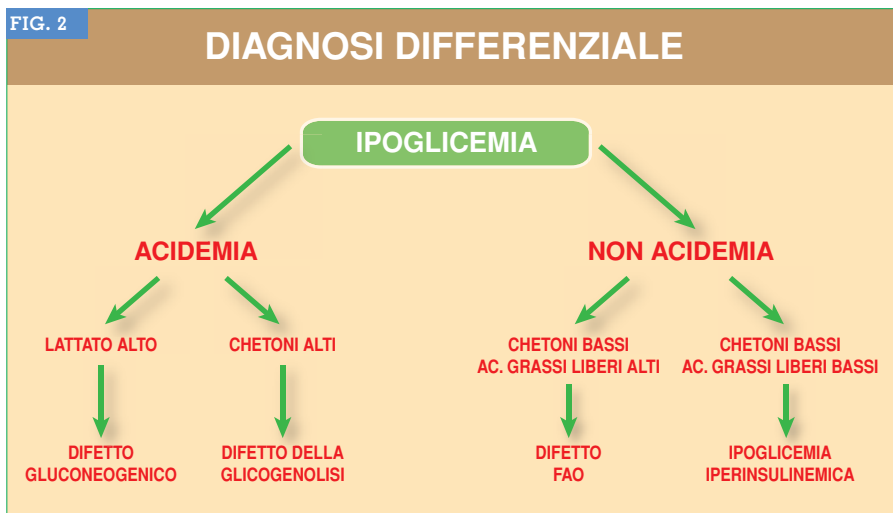 FIG. 2
DIAGNOSI DIFFERENZIALE
IPOGLICEMIA
ACIDEMIA
NON ACIDEMIA
LATTATO ALTO
CHETONI ALTI
CHETONI BASSI
AC. GRASSI LIBERI ALTI
CHETONI BASSI
AC. GRASSI LIBERI BASSI
DIFETTO
GLUCONEOGENICO
DIFETTO DELLA
GLICOGENOLISI
DIFETTO
FAO
IPOGLICEMIA
IPERINSULINEMICA